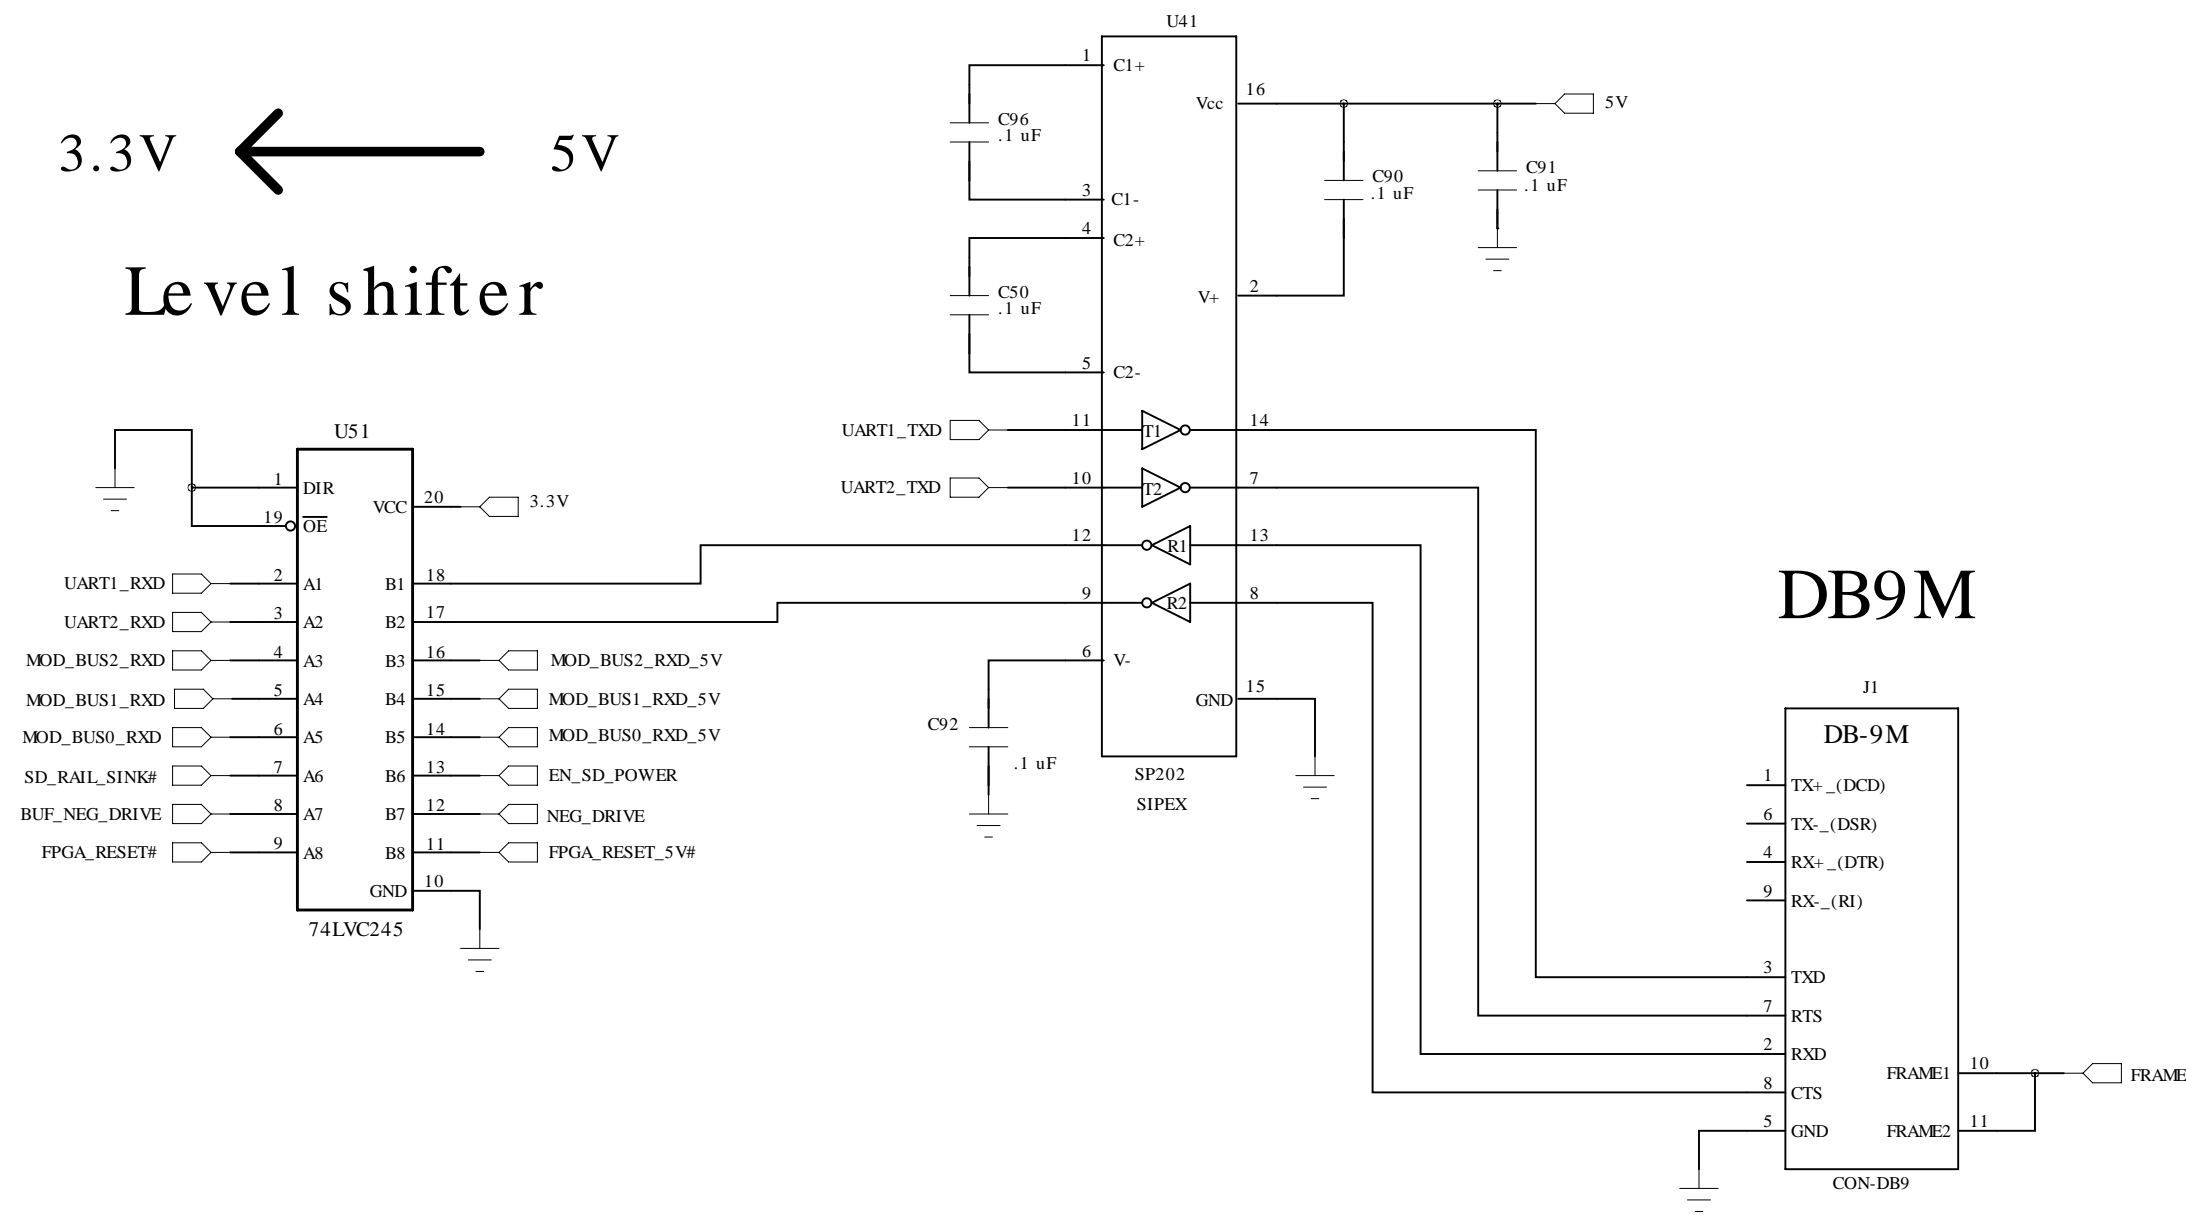 U41
1
C1+
Vcc
16
5V
C96
.1 uF
3.3V
5V
C90
.1 uF
C91
.1 uF
3
C1-
4
C2+
Level shifter
C50
.1 uF
V+
2
5
C2-
UART1_TXD
11
T1
14
UART2_TXD
10
T2
7
12
R1
13
9
R2
8
6
V-
GND
15
C92
.1 uF
SP202
SIPEX
U51
1
DIR
19
OE
VCC
20
3.3V
UART1_RXD
2
A1
B1
18
UART2_RXD
3
A2
B2
17
MOD_BUS2_RXD
4
A3
B3
16
MOD_BUS2_RXD_5V
MOD_BUS1_RXD
5
A4
B4
15
MOD_BUS1_RXD_5V
MOD_BUS0_RXD
6
A5
B5
14
MOD_BUS0_RXD_5V
SD_RAIL_SINK#
7
A6
B6
13
EN_SD_POWER
BUF_NEG_DRIVE
8
A7
B7
12
NEG_DRIVE
FPGA_RESET#
9
A8
B8
11
FPGA_RESET_5V#
GND
10
74LVC245
DB9M
J1
DB-9M
1
TX+_(DCD)
6
TX-_(DSR)
4
RX+_(DTR)
9
RX-_(RI)
3
TXD
7
RTS
2
RXD
FRAME1
10
FRAME
8
CTS
5
GND
FRAME2
11
CON-DB9